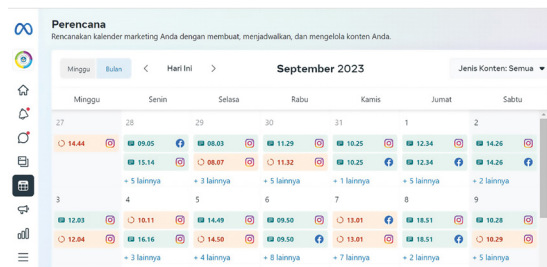 Perencana
Rencanakan kalender marketing Anda dengan membuat, menjadwalkan, dan mengelola konten Anda.
Minggu Bulan < Hari Ini > September 2023 Jenis Konten: Semua
Minggu Senin Selasa Rabu Kamis Jumat Sabtu
27 28 29 30 31 1 2
14.44 09.05 08.03 11.29 10.25 12.34 14.26
15.14 08.07 11.32 10.25 12.34 14.26
+ 5 lainnya + 3 lainnya + 5 lainnya + 1 lainnya + 5 lainnya + 2 lainnya
3 4 5 6 7 8 9
12.03 10.11 14.49 09.50 13.01 18.51 10.28
12.04 16.16 14.50 09.50 13.01 18.51 10.29
+ 3 lainnya + 4 lainnya + 8 lainnya + 7 lainnya + 2 lainnya + 5 lainnya